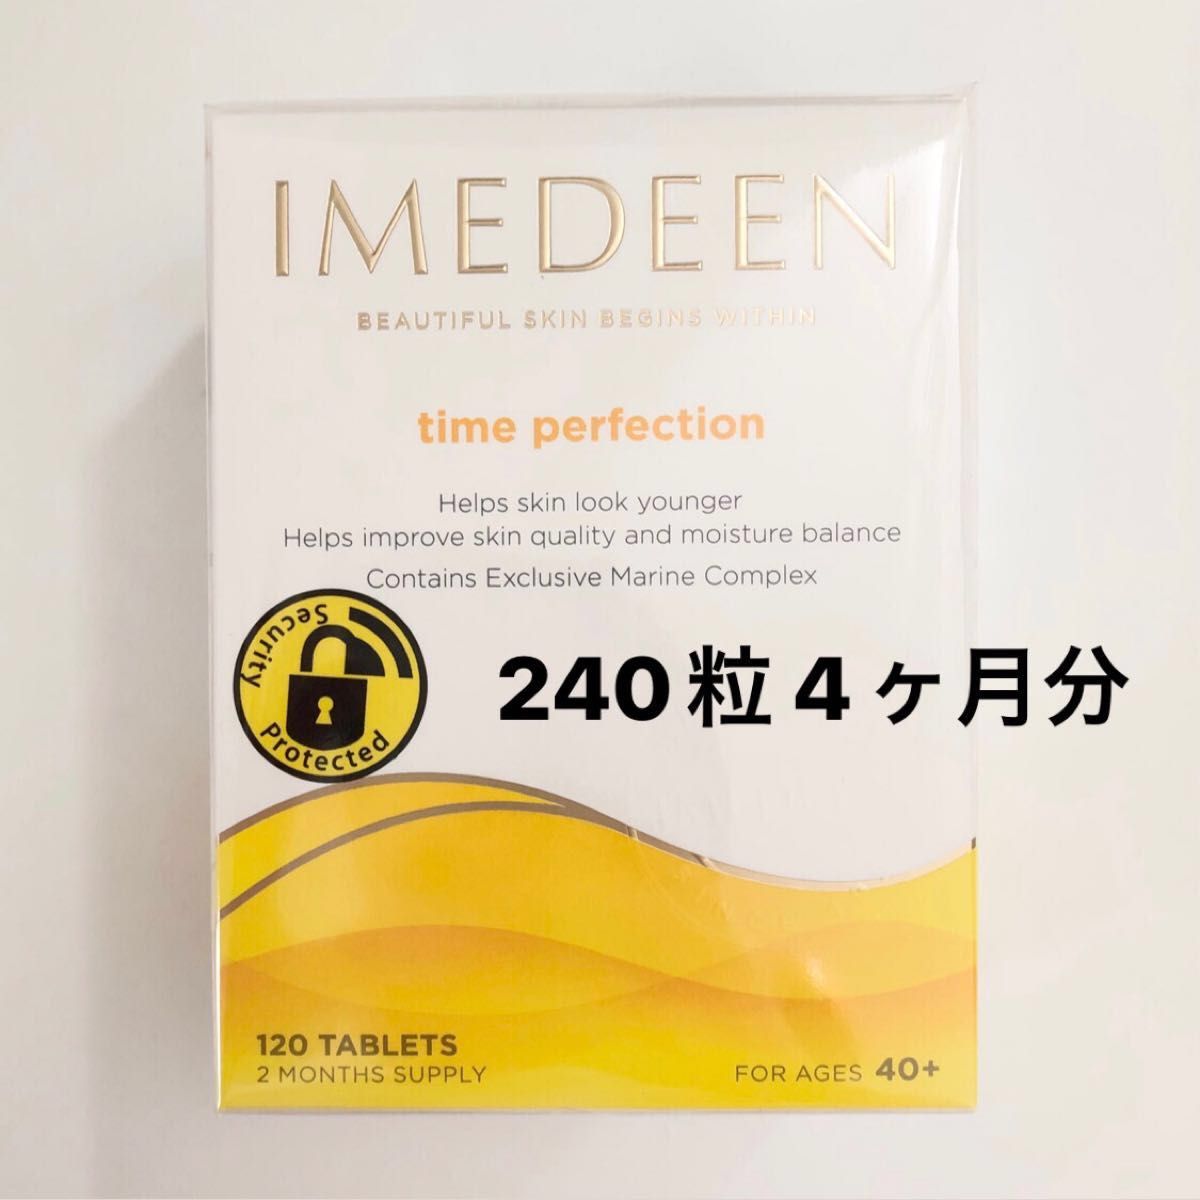 IMEDEEN
BEAUTIFUL SKIN BEGINS WITHIN
time perfection
Helps skin look younger
Helps improve skin quality and moisture balance
Contains Exclusive Marine Complex
Security
Protected
240粒4ヶ月分
120 TABLETS
2 MONTHS SUPPLY
FOR AGES 40+